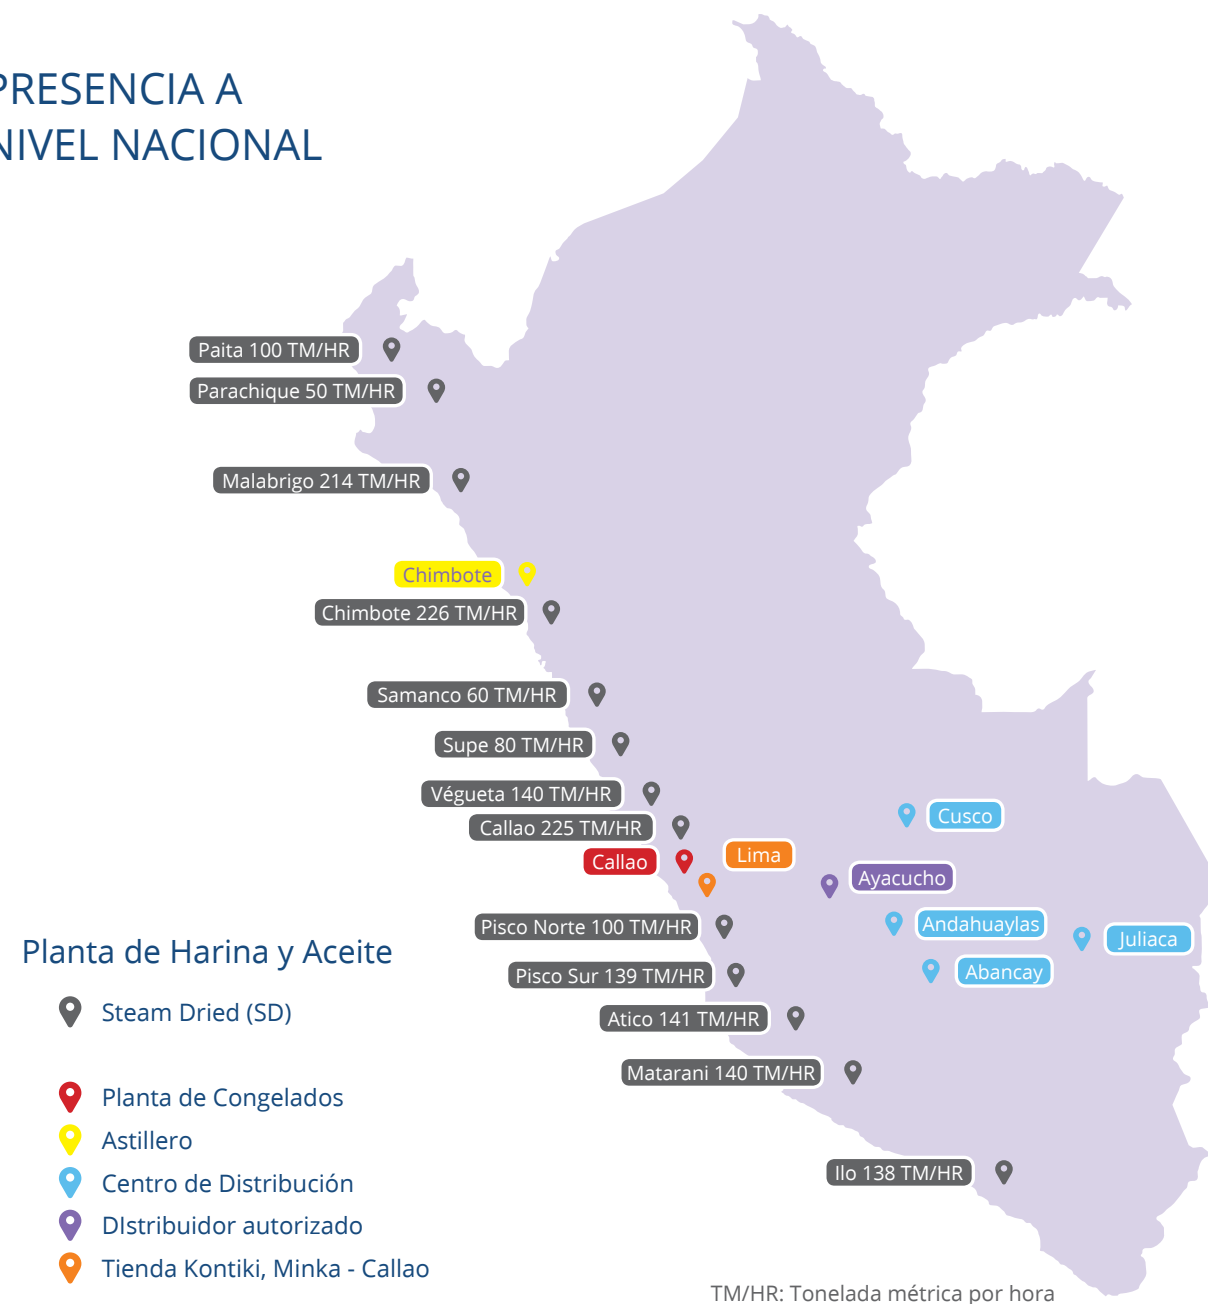 PRESENCIA A
NIVEL NACIONAL
Paita 100 TM/HR
Parachique 50 TM/HR
Malabrigo 214 TM/HR
Chimbote
Chimbote 226 TM/HR
Samanco 60 TM/HR
Supe 80 TM/HR
Végueta 140 TM/HR
Cusco
Callao 225 TM/HR
Lima
Callao
Ayacucho
Pisco Norte 100 TM/HR
Andahuaylas
Juliaca
Pisco Sur 139 TM/HR
Abancay
Atico 141 TM/HR
Matarani 140 TM/HR
Ilo 138 TM/HR
Planta de Harina y Aceite
Steam Dried (SD)
Planta de Congelados
Astillero
Centro de Distribución
DIstribuidor autorizado
Tienda Kontiki, Minka - Callao
TM/HR: Tonelada métrica por hora